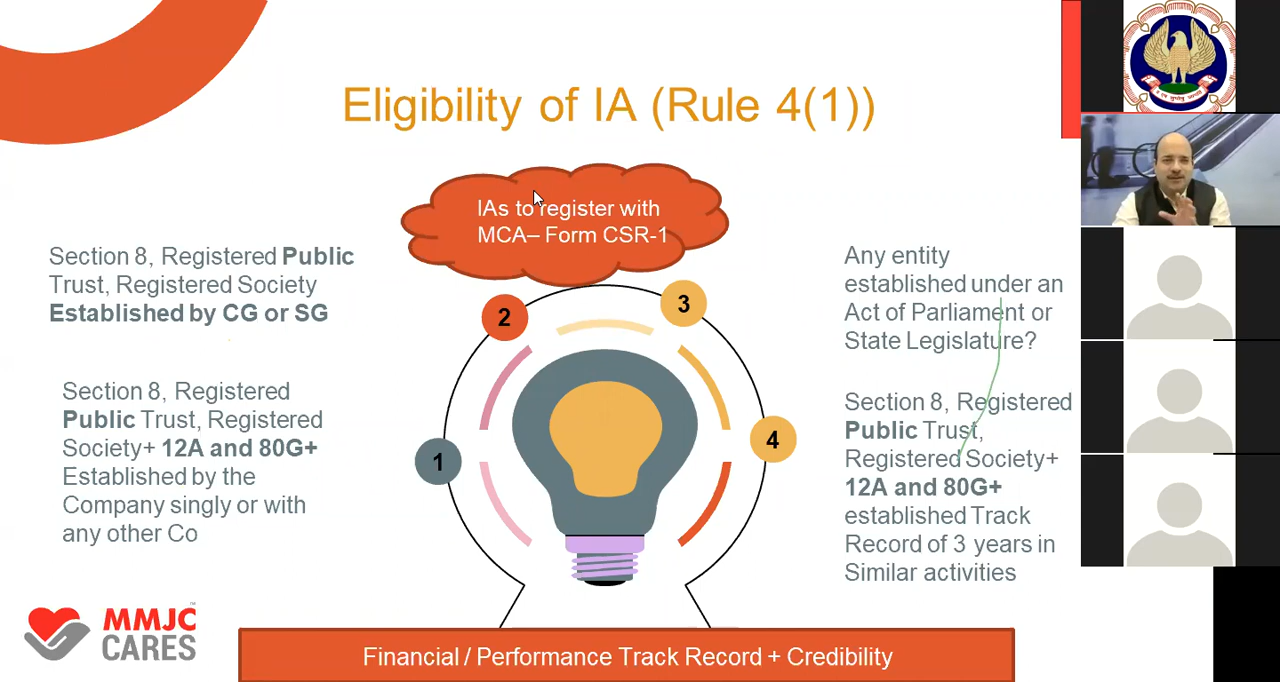 Eligibility of IA (Rule 4(1))
IAs to register with
MCA– Form CSR-1
Section 8, Registered Public
Trust, Registered Society
Established by CG or SG
Section 8, Registered
Public Trust, Registered
Society+ 12A and 80G+
Established by the
Company singly or with
any other Co
1
2
3
4
Any entity
established under an
Act of Parliament or
State Legislature?
Section 8, Registered
Public Trust,
Registered Society+
12A and 80G+
established Track
Record of 3 years in
Similar activities
MMJC
CARES
Financial / Performance Track Record + Credibility